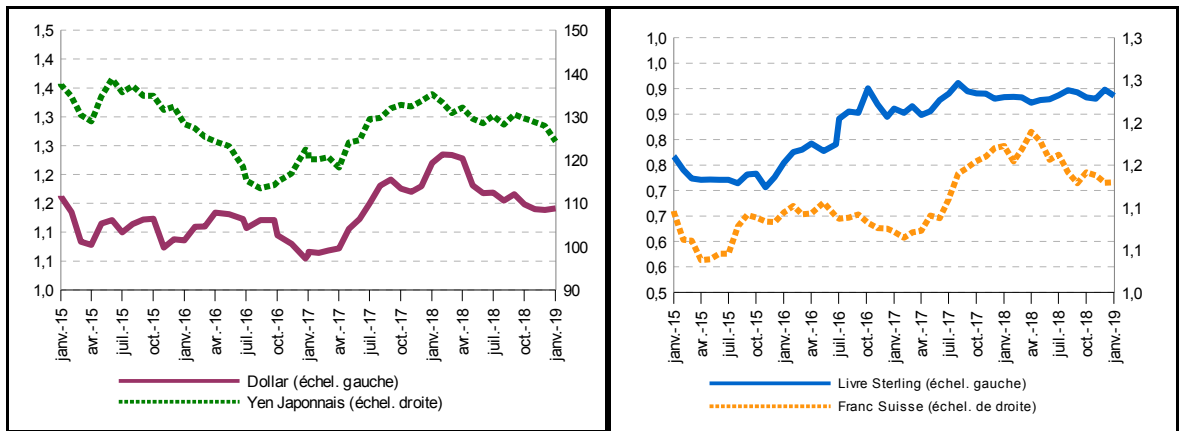 1,5
1,4
1,4
1,3
1,3
1,2
1,2
1,1
1,1
1,0
150
140
130
120
110
100
90
janv.-15
avr.-15
juil.-15
oct.-15
janv.-16
avr.-16
juil.-16
oct.-16
janv.-17
avr.-17
juil.-17
oct.-17
janv.-18
avr.-18
juil.-18
oct.-18
janv.-19
Dollar (échel. gauche)
Yen Japonnais (échel. droite)
1,0
1,0
0,9
0,8
0,8
0,7
0,7
0,6
0,6
0,5
1,3
1,3
1,2
1,2
1,1
1,1
1,0
janv.-15
avr.-15
juil.-15
oct.-15
janv.-16
avr.-16
juil.-16
oct.-16
janv.-17
avr.-17
juil.-17
oct.-17
janv.-18
avr.-18
juil.-18
oct.-18
janv.-19
Livre Sterling (échel. gauche)
Franc Suisse (échel. de droite)